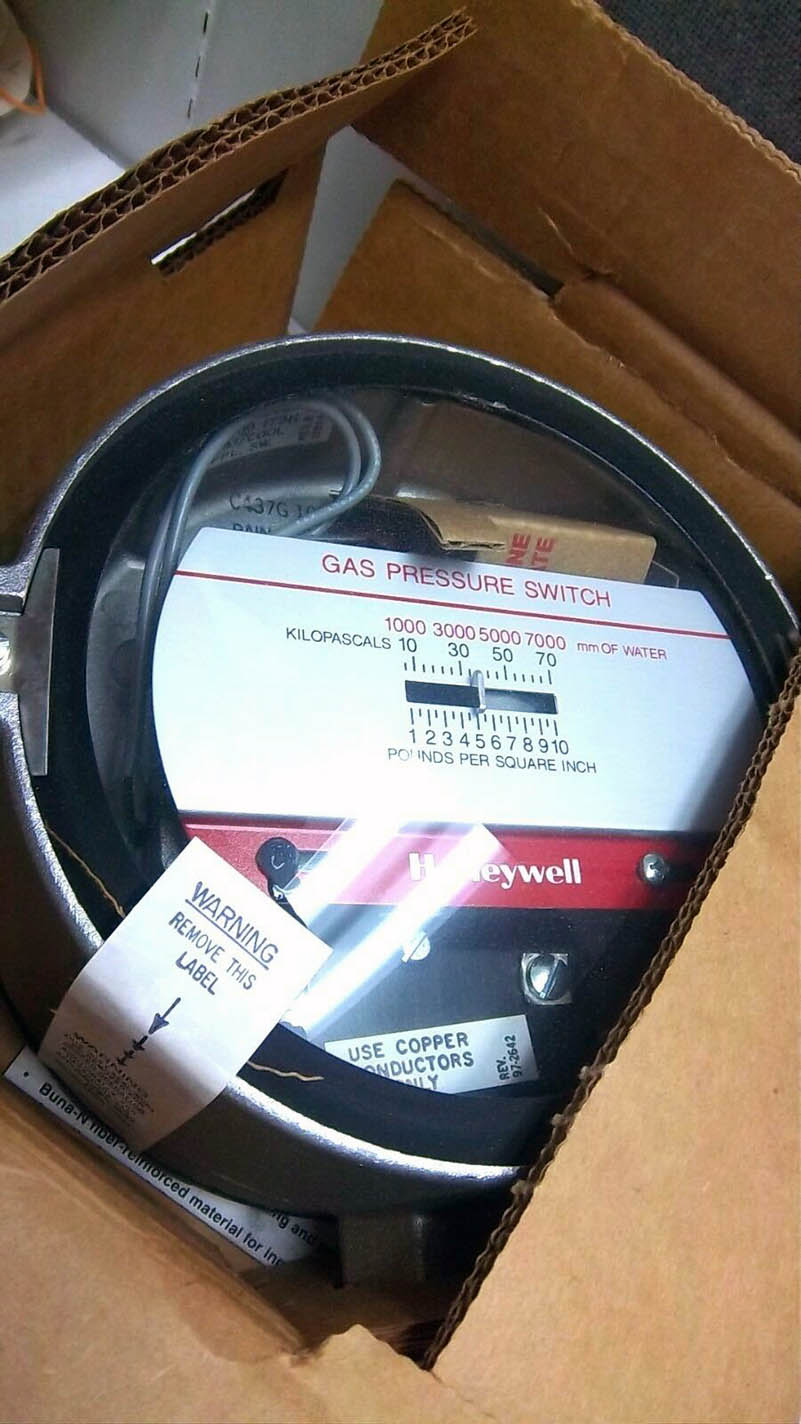 C437G
GAS PRESSURE SWITCH
1000 3000 5000 7000 mm OF WATER
KILOPASCALS 10 30 50 70
1 2 3 4 5 6 7 8 9 10
POUNDS PER SQUARE INCH
Honeywell
WARNING
REMOVE THIS
LABEL
USE COPPER
CONDUCTORS
ONLY
REV.
97-2642
• Buna-N fiber-reinforced material for